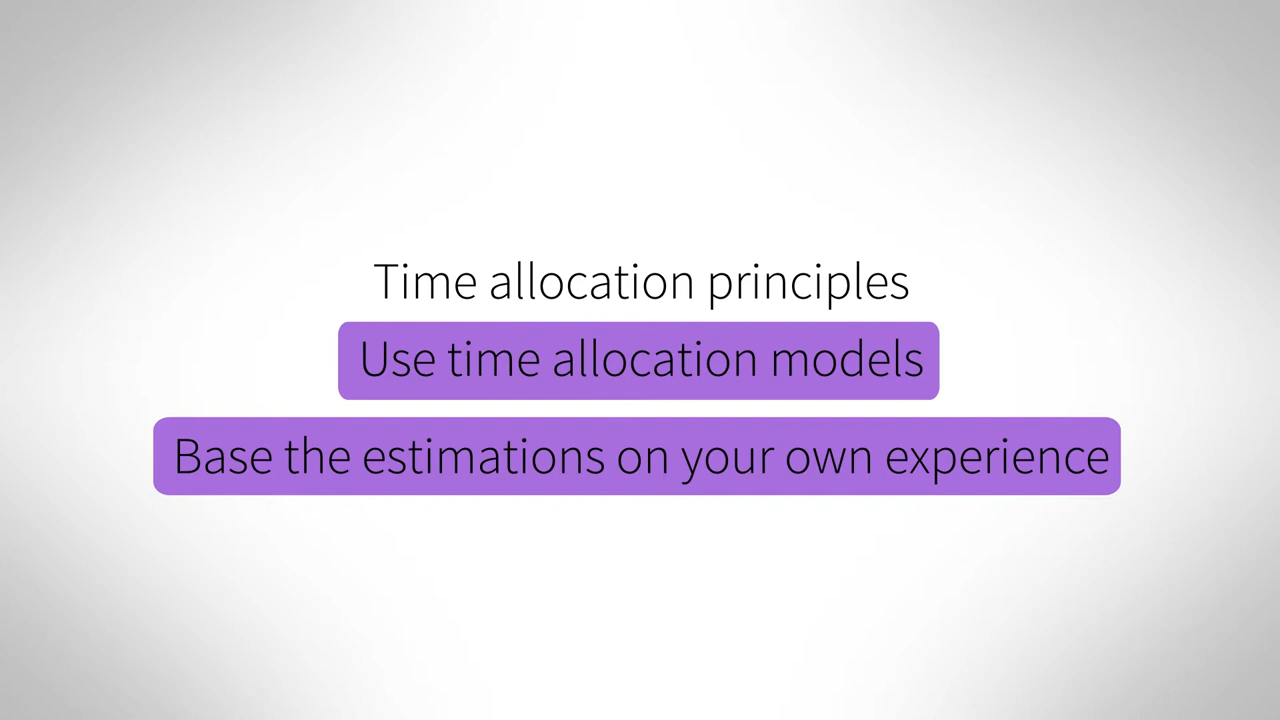 Time allocation principles
Use time allocation models
Base the estimations on your own experience